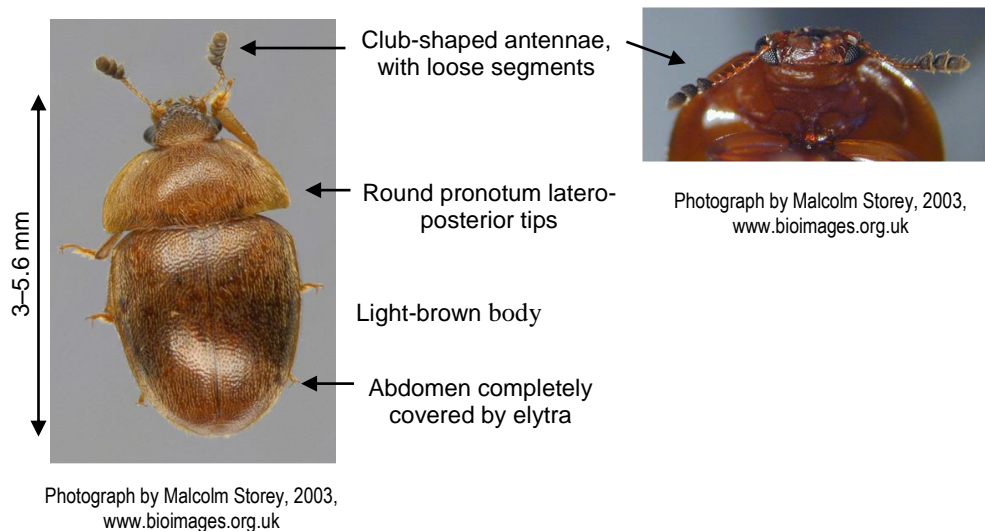 Club-shaped antennae,
with loose segments
Round pronotum latero-
posterior tips
3–5.6 mm
Light-brown body
Abdomen completely
covered by elytra
Photograph by Malcolm Storey, 2003,
www.bioimages.org.uk
Photograph by Malcolm Storey, 2003,
www.bioimages.org.uk